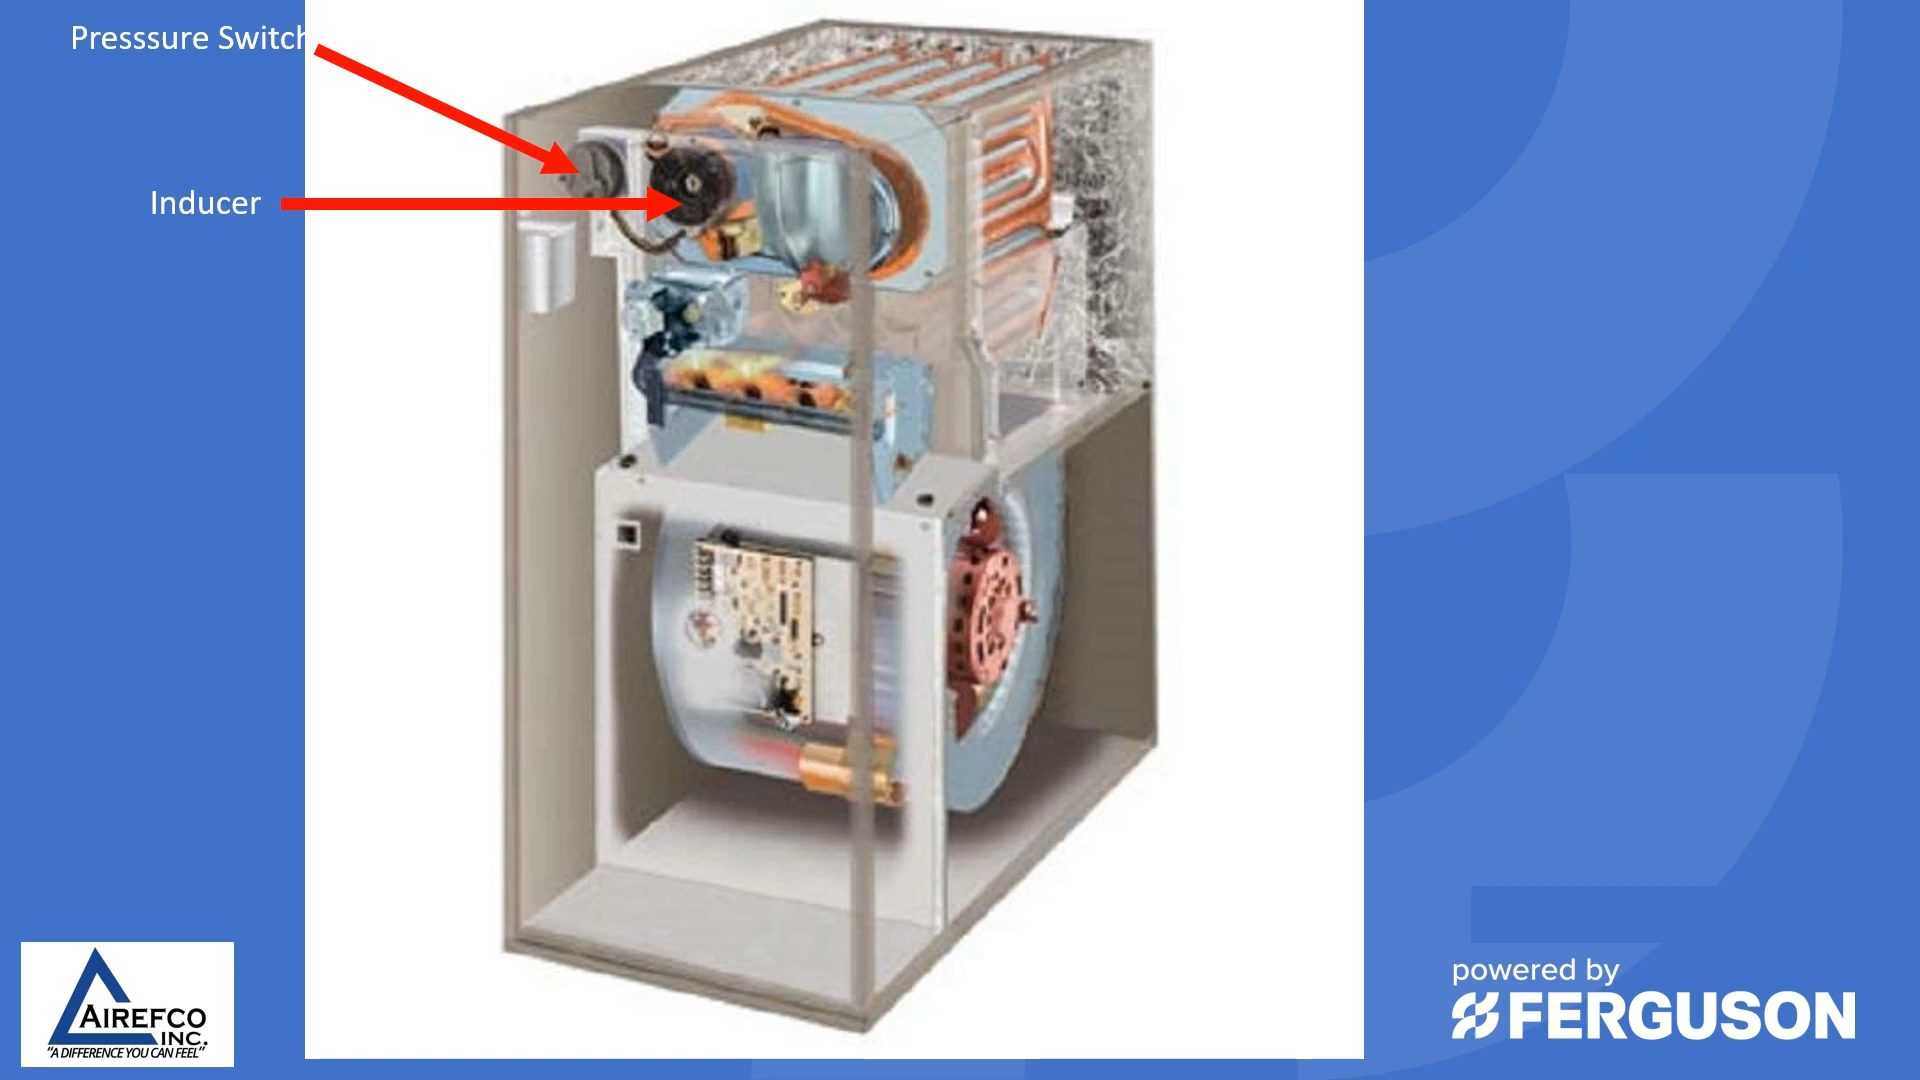 Presssure Switch
Inducer
AIREFCO
INC.
"A DIFFERENCE YOU CAN FEEL"
powered by
FERGUSON